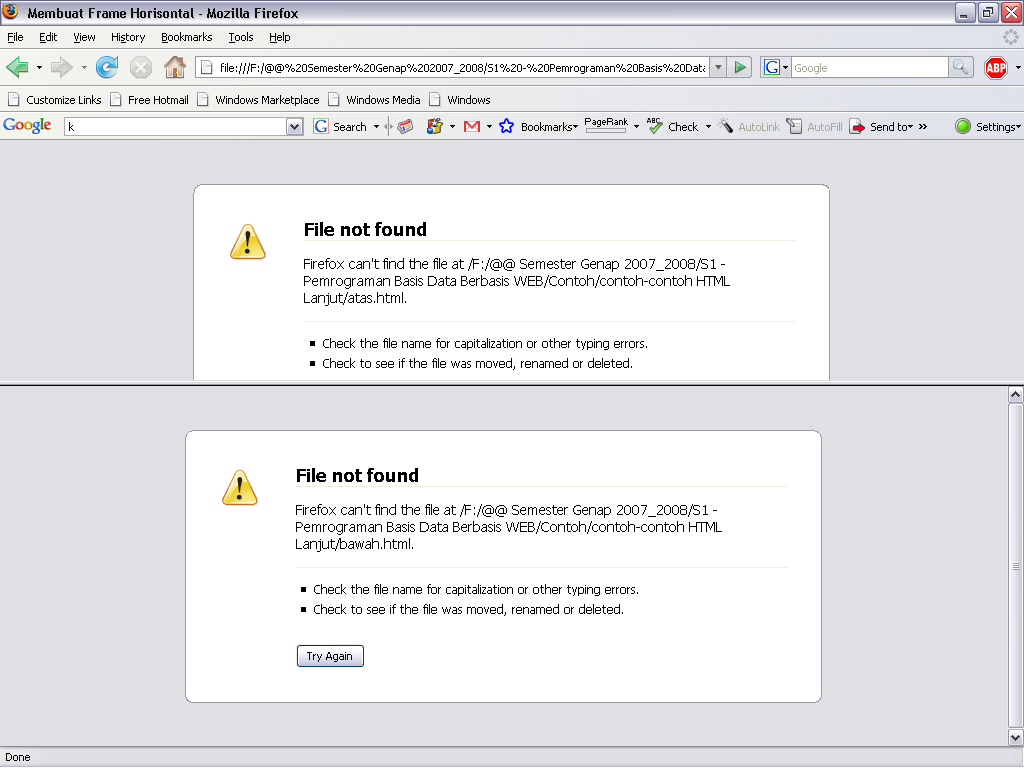 Membuat Frame Horisontal - Mozilla Firefox
File Edit View History Bookmarks Tools Help
file:///F:/@@%20Semester%20Genap%202007_2008/S1%20-%20Pemrograman%20Basis%20Data G Google ABP
Customize Links Free Hotmail Windows Marketplace Windows Media Windows
Google k G Search Bookmarks PageRank ABC Check AutoLink AutoFill Send to Settings
File not found
Firefox can't find the file at /F:/@@ Semester Genap 2007_2008/S1 -
Pemrograman Basis Data Berbasis WEB/Contoh/contoh-contoh HTML
Lanjut/atas.html.
Check the file name for capitalization or other typing errors.
Check to see if the file was moved, renamed or deleted.
File not found
Firefox can't find the file at /F:/@@ Semester Genap 2007_2008/S1 -
Pemrograman Basis Data Berbasis WEB/Contoh/contoh-contoh HTML
Lanjut/bawah.html.
Check the file name for capitalization or other typing errors.
Check to see if the file was moved, renamed or deleted.
Try Again
Done